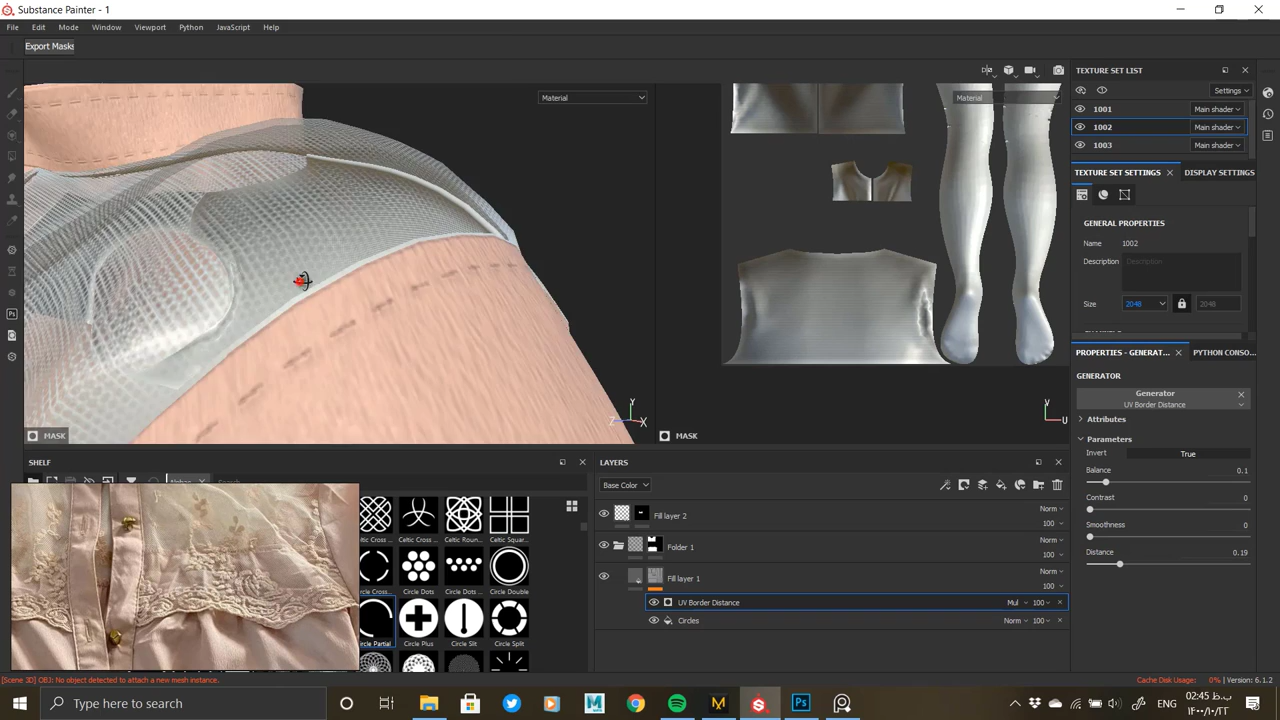 Substance Painter - 1
File Edit Mode Window Viewport Python JavaScript Help
Export Masks
Material
Material
MASK
MASK
Z Y X
Y U
TEXTURE SET LIST
Settings
1001 Main shader
1002 Main shader
1003 Main shader
TEXTURE SET SETTINGS DISPLAY SETTINGS
GENERAL PROPERTIES
Name 1002
Description Description
Size 2048 2048
PROPERTIES - GENERAT... PYTHON CONSO...
GENERATOR
Generator
UV Border Distance
Attributes
Parameters
Invert True
Balance 0.1
Contrast 0
Smoothness 0
Distance 0.19
SHELF
Search
Celtic Cross ... Celtic Squar...
Circle Cross... Circle Dots Circle Dots ... Circle Double
Circle Partial Circle Plus Circle Slit Circle Split
LAYERS
Base Color
Fill layer 2 Norm 100
Folder 1 Norm 100
Fill layer 1 Norm 100
UV Border Distance Mul 100
Circles Norm 100
[Scene 3D] OBJ: No object detected to attach a new mesh instance.
Cache Disk Usage: 0% | Version: 6.1.2
Type here to search
ENG
02:45 ب.ظ